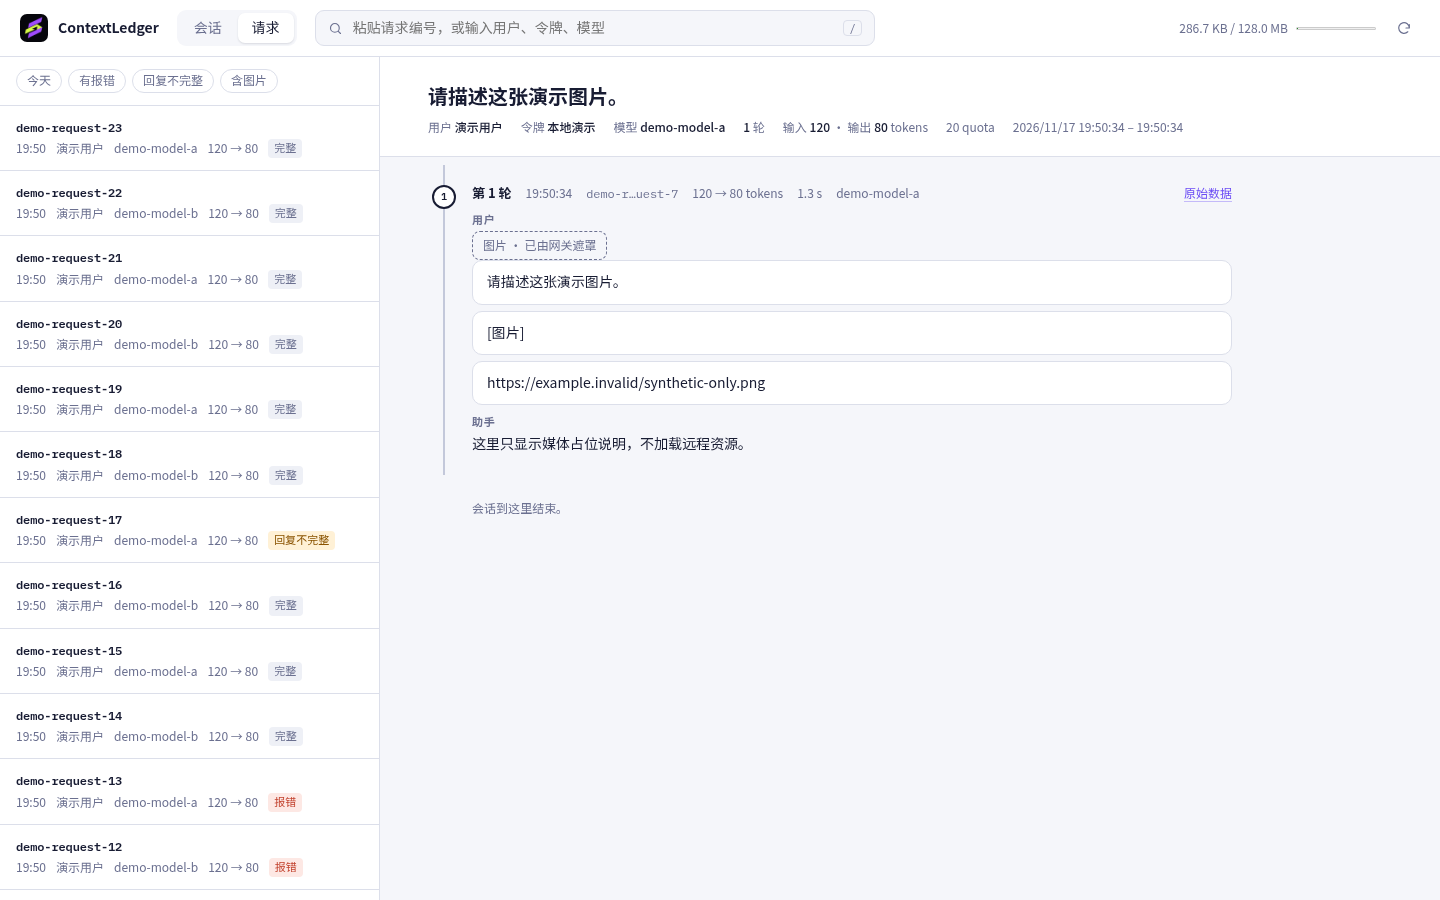 ContextLedger
会话
请求
粘贴请求编号，或输入用户、令牌、模型
/
286.7 KB / 128.0 MB
今天
有报错
回复不完整
含图片
demo-request-23
19:50 演示用户 demo-model-a 120 → 80 完整
demo-request-22
19:50 演示用户 demo-model-b 120 → 80 完整
demo-request-21
19:50 演示用户 demo-model-a 120 → 80 完整
demo-request-20
19:50 演示用户 demo-model-b 120 → 80 完整
demo-request-19
19:50 演示用户 demo-model-a 120 → 80 完整
demo-request-18
19:50 演示用户 demo-model-b 120 → 80 完整
demo-request-17
19:50 演示用户 demo-model-a 120 → 80 回复不完整
demo-request-16
19:50 演示用户 demo-model-b 120 → 80 完整
demo-request-15
19:50 演示用户 demo-model-a 120 → 80 完整
demo-request-14
19:50 演示用户 demo-model-b 120 → 80 完整
demo-request-13
19:50 演示用户 demo-model-a 120 → 80 报错
demo-request-12
19:50 演示用户 demo-model-b 120 → 80 报错
请描述这张演示图片。
用户 演示用户 令牌 本地演示 模型 demo-model-a 1 轮 输入 120 · 输出 80 tokens 20 quota 2026/11/17 19:50:34 – 19:50:34
1
第 1 轮 19:50:34 demo-r…uest-7 120 → 80 tokens 1.3 s demo-model-a 原始数据
用户
图片 · 已由网关遮罩
请描述这张演示图片。
[图片]
https://example.invalid/synthetic-only.png
助手
这里只显示媒体占位说明，不加载远程资源。
会话到这里结束。